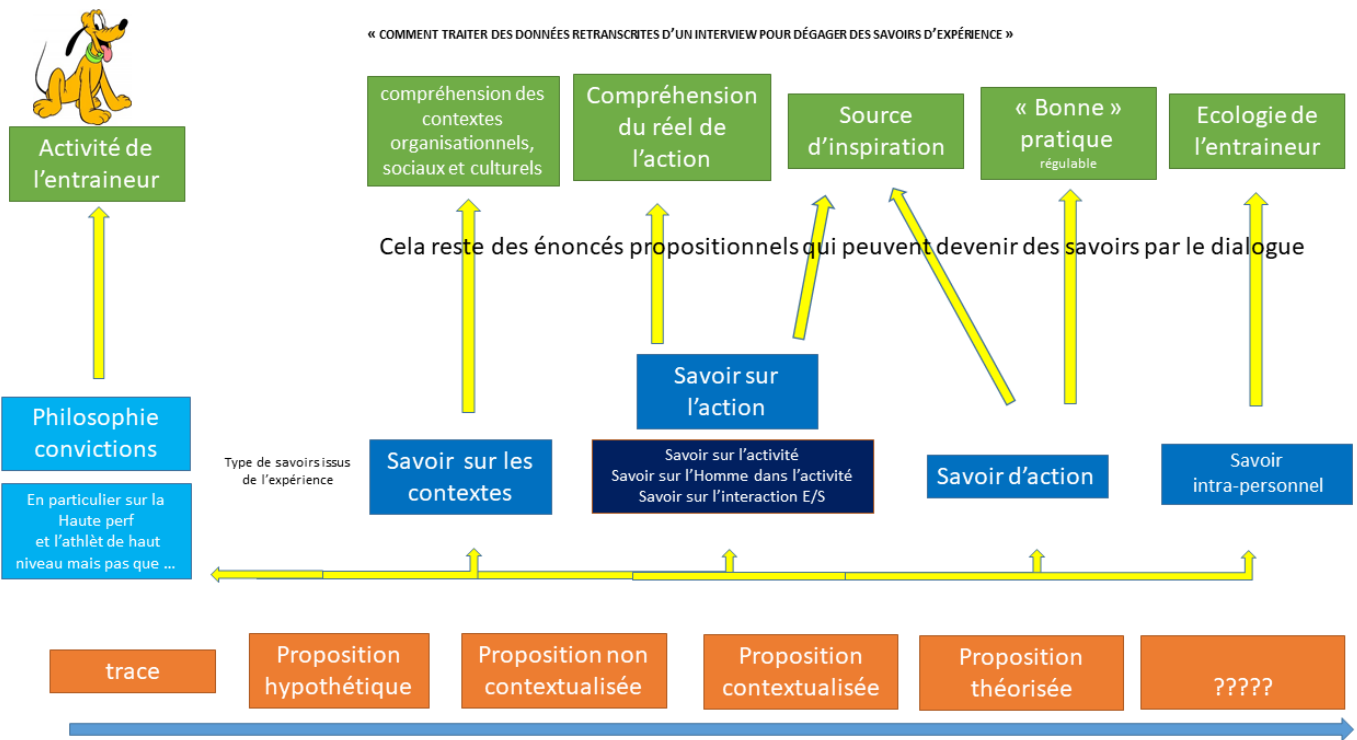 « COMMENT TRAITER DES DONNÉES RETRANSCRITES D’UN INTERVIEW POUR DÉGAGER DES SAVOIRS D’EXPÉRIENCE »
Activité de
l’entraineur
compréhension des
contextes
organisationnels,
sociaux et culturels
Compréhension
du réel de
l’action
Source
d’inspiration
« Bonne »
pratique
régulable
Ecologie de
l’entraineur
Cela reste des énoncés propositionnels qui peuvent devenir des savoirs par le dialogue
Philosophie
convictions
En particulier sur la
Haute perf
et l’athlèt de haut
niveau mais pas que …
Type de savoirs issus
de l’expérience
Savoir sur les
contextes
Savoir sur
l’action
Savoir sur l’activité
Savoir sur l’Homme dans l’activité
Savoir sur l’interaction E/S
Savoir d’action
Savoir
intra-personnel
trace
Proposition
hypothétique
Proposition non
contextualisée
Proposition
contextualisée
Proposition
théorisée
?????